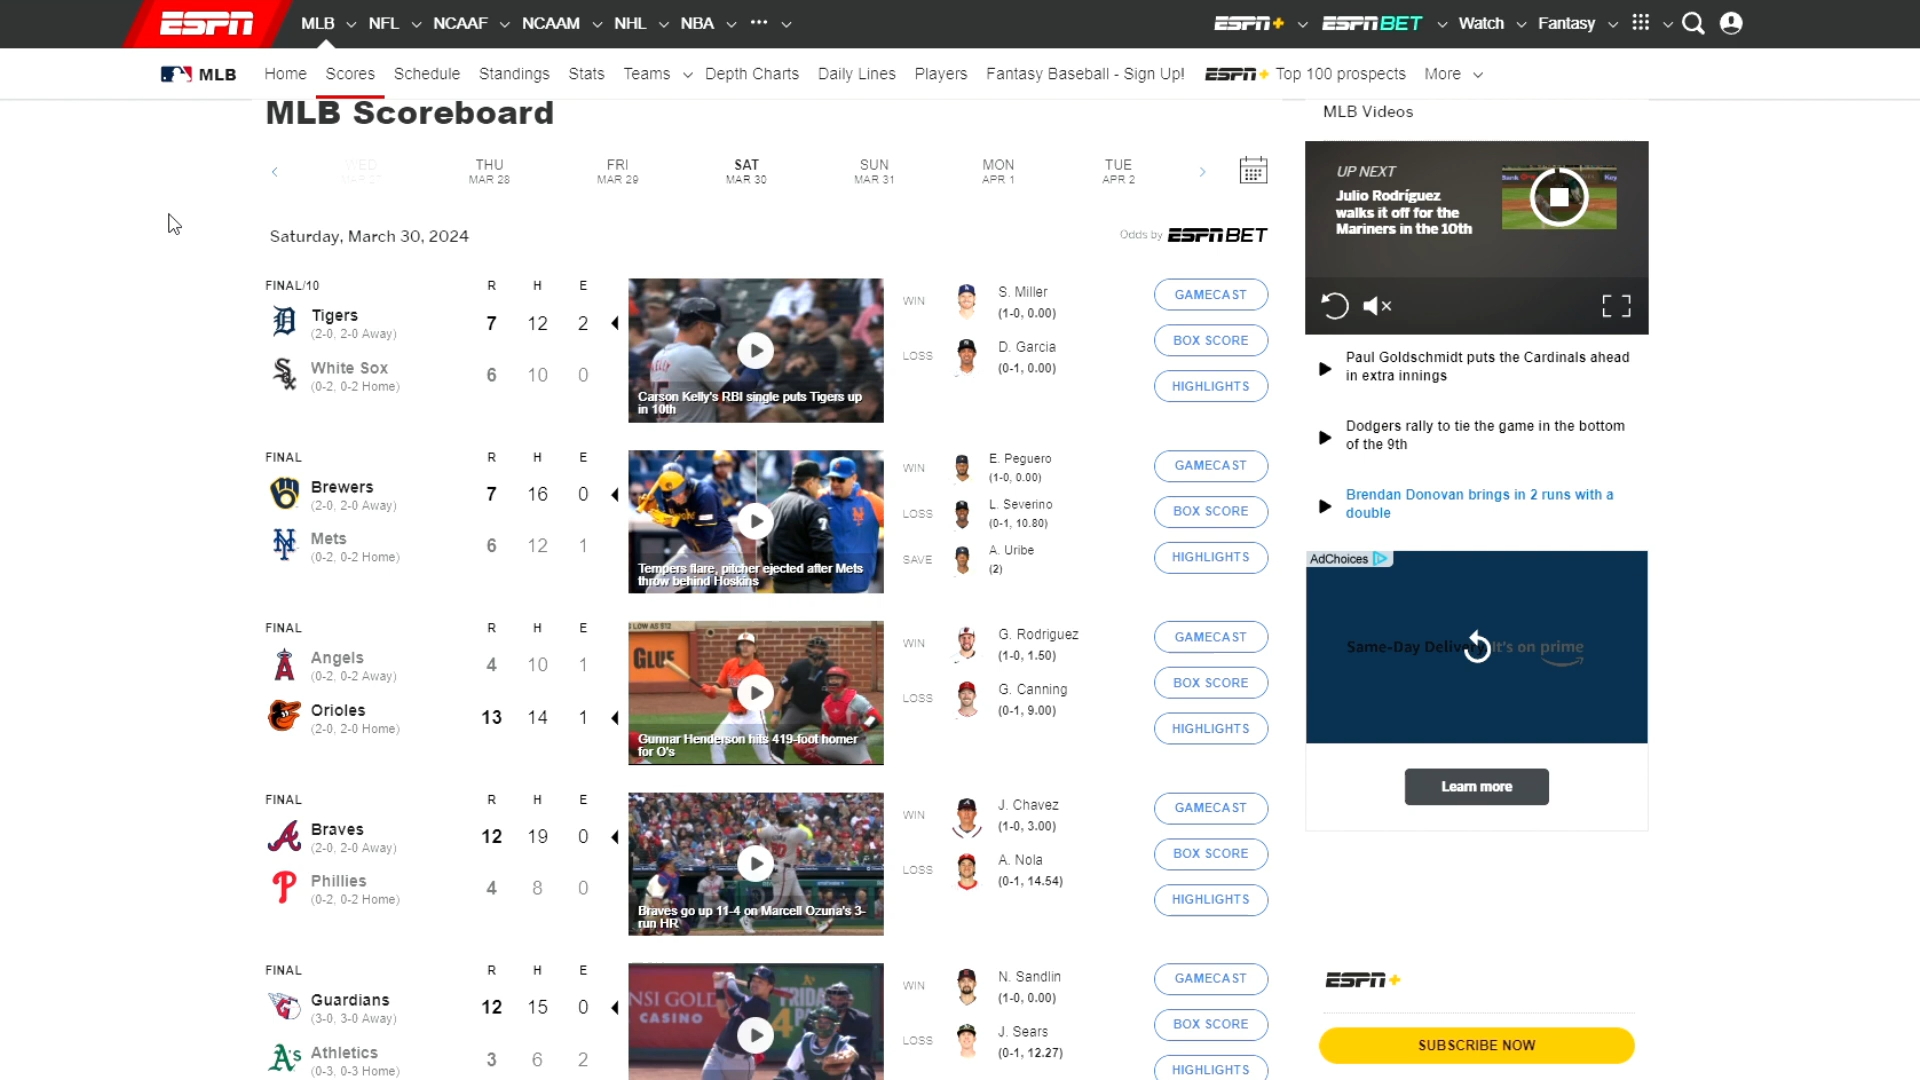 ESPN MLB NFL NCAAF NCAAM NHL NBA ••• ESPN+ ESPN BET Watch Fantasy
MLB Home Scores Schedule Standings Stats Teams Depth Charts Daily Lines Players Fantasy Baseball - Sign Up! ESPN+ Top 100 prospects More
MLB Scoreboard
WED THU FRI SAT SUN MON TUE
MAR 27 MAR 28 MAR 29 MAR 30 MAR 31 APR 1 APR 2
Saturday, March 30, 2024
Odds by ESPN BET
FINAL/10 R H E
Tigers 7 12 2
(2-0, 2-0 Away)
White Sox 6 10 0
(0-2, 0-2 Home)
Carson Kelly's RBI single puts Tigers up
in 10th
WIN S. Miller
(1-0, 0.00)
LOSS D. Garcia
(0-1, 0.00)
GAMECAST
BOX SCORE
HIGHLIGHTS
FINAL R H E
Brewers 7 16 0
(2-0, 2-0 Away)
Mets 6 12 1
(0-2, 0-2 Home)
Tempers flare, pitcher ejected after Mets
throw behind Hoskins
WIN E. Peguero
(1-0, 0.00)
LOSS L. Severino
(0-1, 10.80)
SAVE A. Uribe
(2)
GAMECAST
BOX SCORE
HIGHLIGHTS
FINAL R H E
Angels 4 10 1
(0-2, 0-2 Away)
Orioles 13 14 1
(2-0, 2-0 Home)
LOW AS $12
GLUE
Gunnar Henderson hits 419-foot homer
for O's
WIN G. Rodriguez
(1-0, 1.50)
LOSS G. Canning
(0-1, 9.00)
GAMECAST
BOX SCORE
HIGHLIGHTS
FINAL R H E
Braves 12 19 0
(2-0, 2-0 Away)
Phillies 4 8 0
(0-2, 0-2 Home)
Braves go up 11-4 on Marcell Ozuna's 3-
run HR
WIN J. Chavez
(1-0, 3.00)
LOSS A. Nola
(0-1, 14.54)
GAMECAST
BOX SCORE
HIGHLIGHTS
FINAL R H E
Guardians 12 15 0
(3-0, 3-0 Away)
Athletics 3 6 2
(0-3, 0-3 Home)
NSI GOL
CASINO
WIN N. Sandlin
(1-0, 0.00)
LOSS J. Sears
(0-1, 12.27)
GAMECAST
BOX SCORE
HIGHLIGHTS
MLB Videos
UP NEXT
Julio Rodríguez
walks it off for the
Mariners in the 10th
Paul Goldschmidt puts the Cardinals ahead
in extra innings
Dodgers rally to tie the game in the bottom
of the 9th
Brendan Donovan brings in 2 runs with a
double
AdChoices
Same-Day Delivery. It's on prime
Learn more
ESPN+
SUBSCRIBE NOW